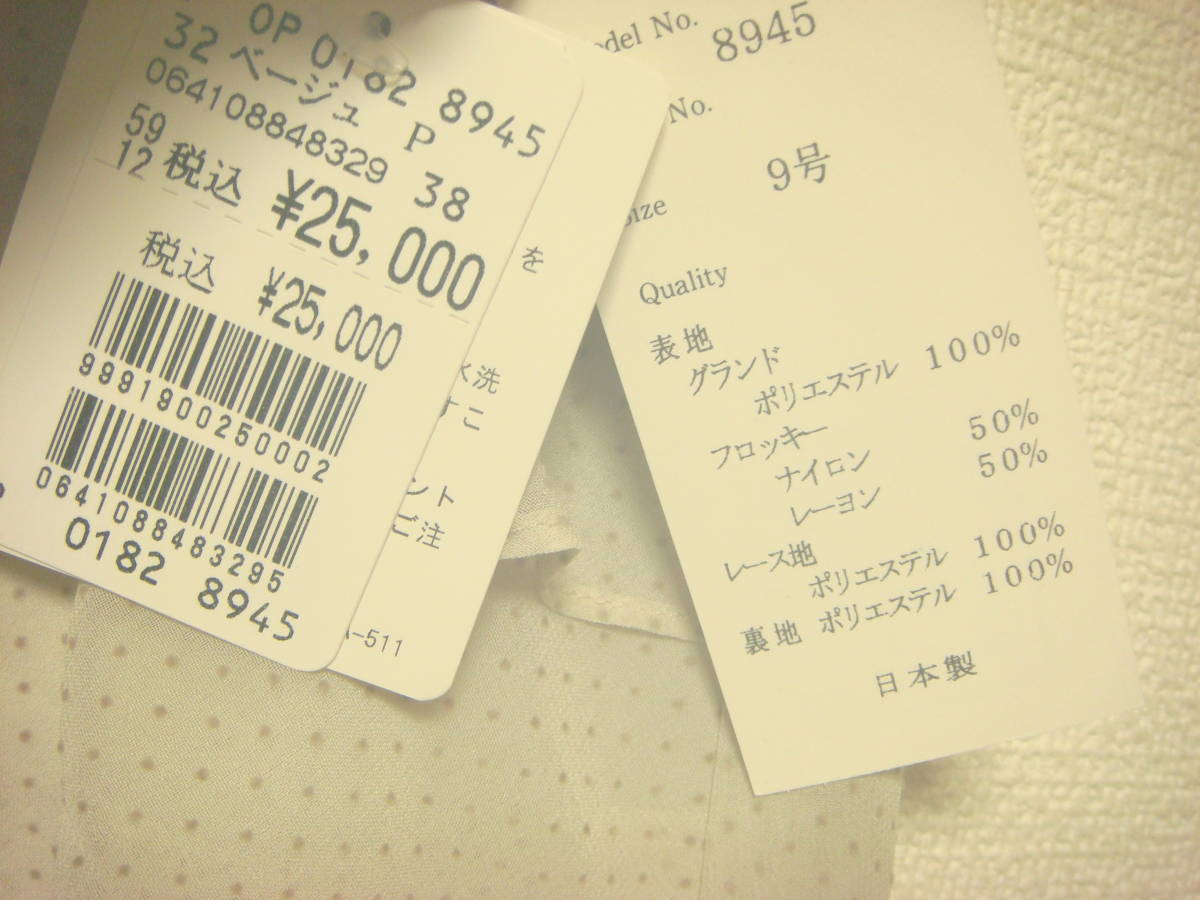 OP 0182 8945
32 ベージュ P
064108848329 38
59
12 税込 ¥25,000
税込 ¥25,000
9991900250002
0641088483295
0182 8945
を
水洗
すこ
ント
ご注
-511
Model No. 8945
No.
Size 9号
Quality
表地
グランド
ポリエステル 100%
フロッキー
ナイロン 50%
レーヨン 50%
レース地
ポリエステル 100%
裏地 ポリエステル 100%
日本製